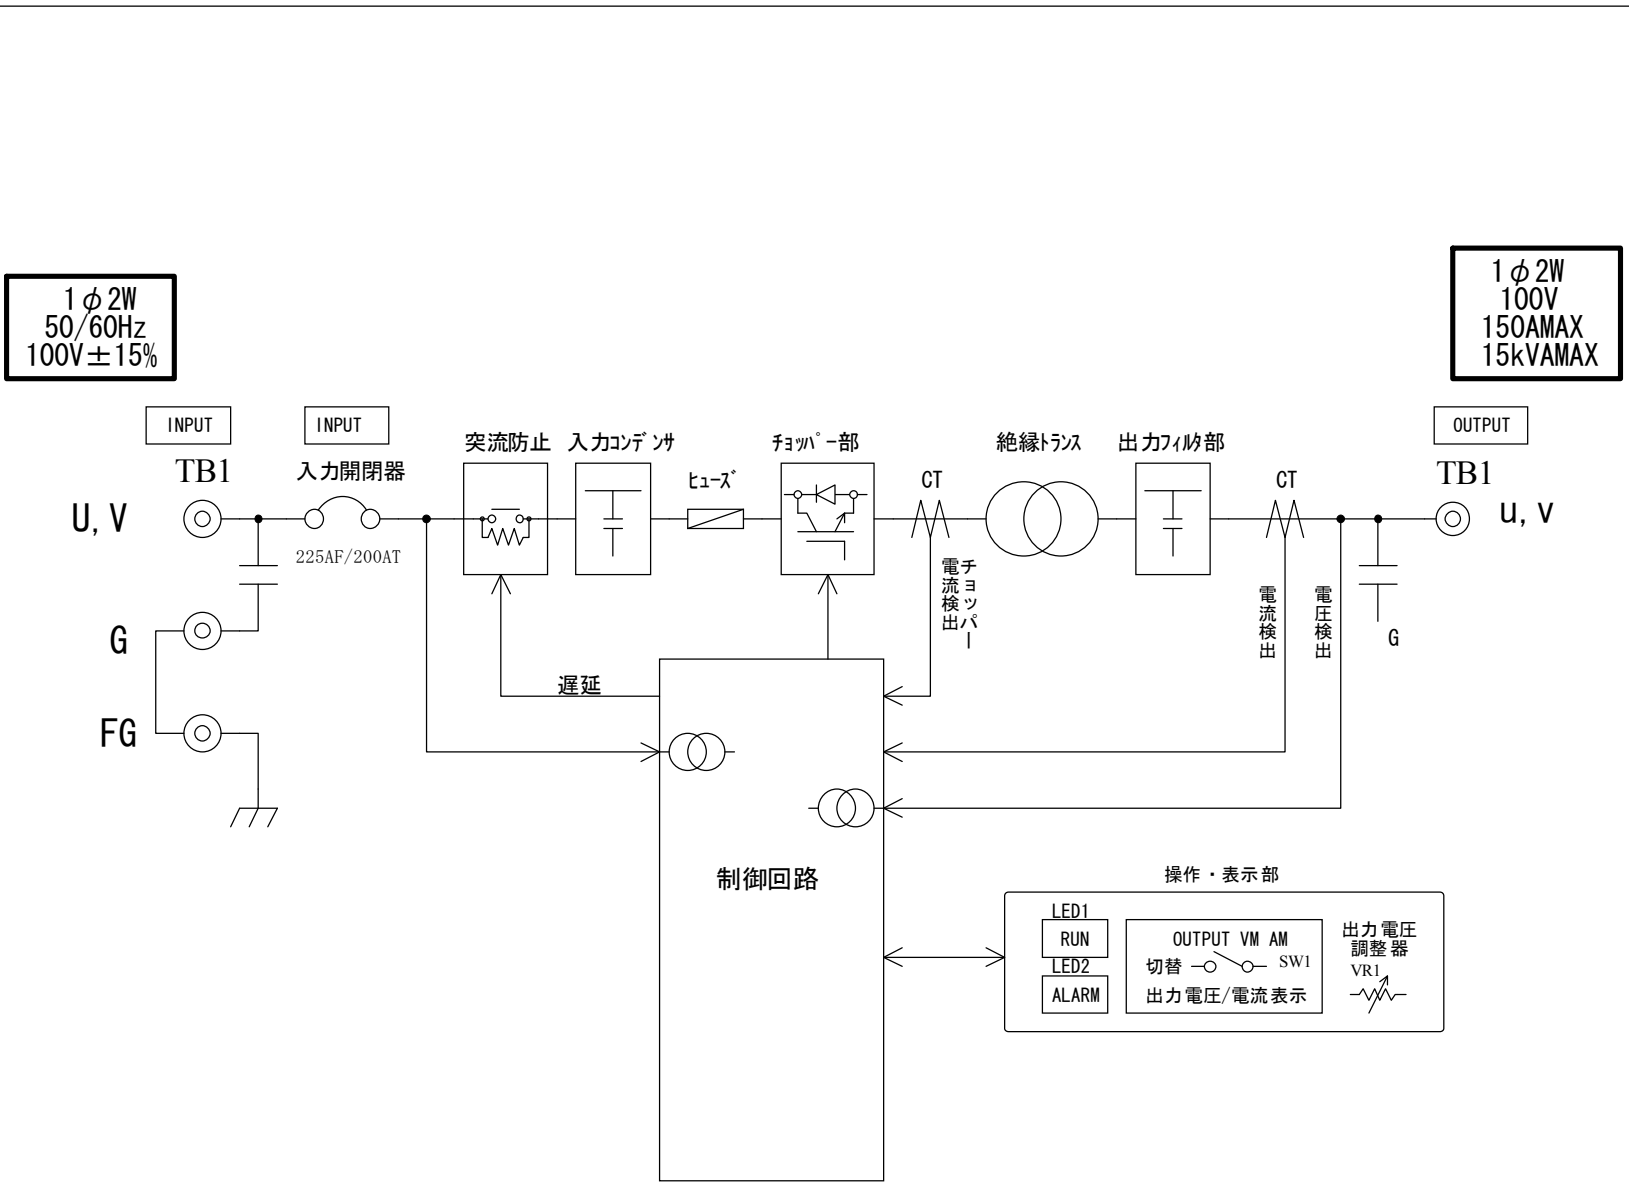 1φ2W
50/60Hz
100V±15%
1φ2W
100V
150AMAX
15kVAMAX
INPUT
INPUT
OUTPUT
突流防止
入力ｺﾝﾃﾞﾝｻ
ﾁｮｯﾊﾟｰ部
絶縁ﾄﾗﾝｽ
出力ﾌｨﾙﾀ部
TB1
入力開閉器
ﾋｭｰｽﾞ
CT
CT
TB1
U,V
u,v
225AF/200AT
チョッパー
電流検出
電流検出
電圧検出
G
G
遅延
FG
制御回路
操作・表示部
LED1
RUN
LED2
ALARM
OUTPUT VM AM
切替
SW1
出力電圧/電流表示
出力電圧
調整器
VR1